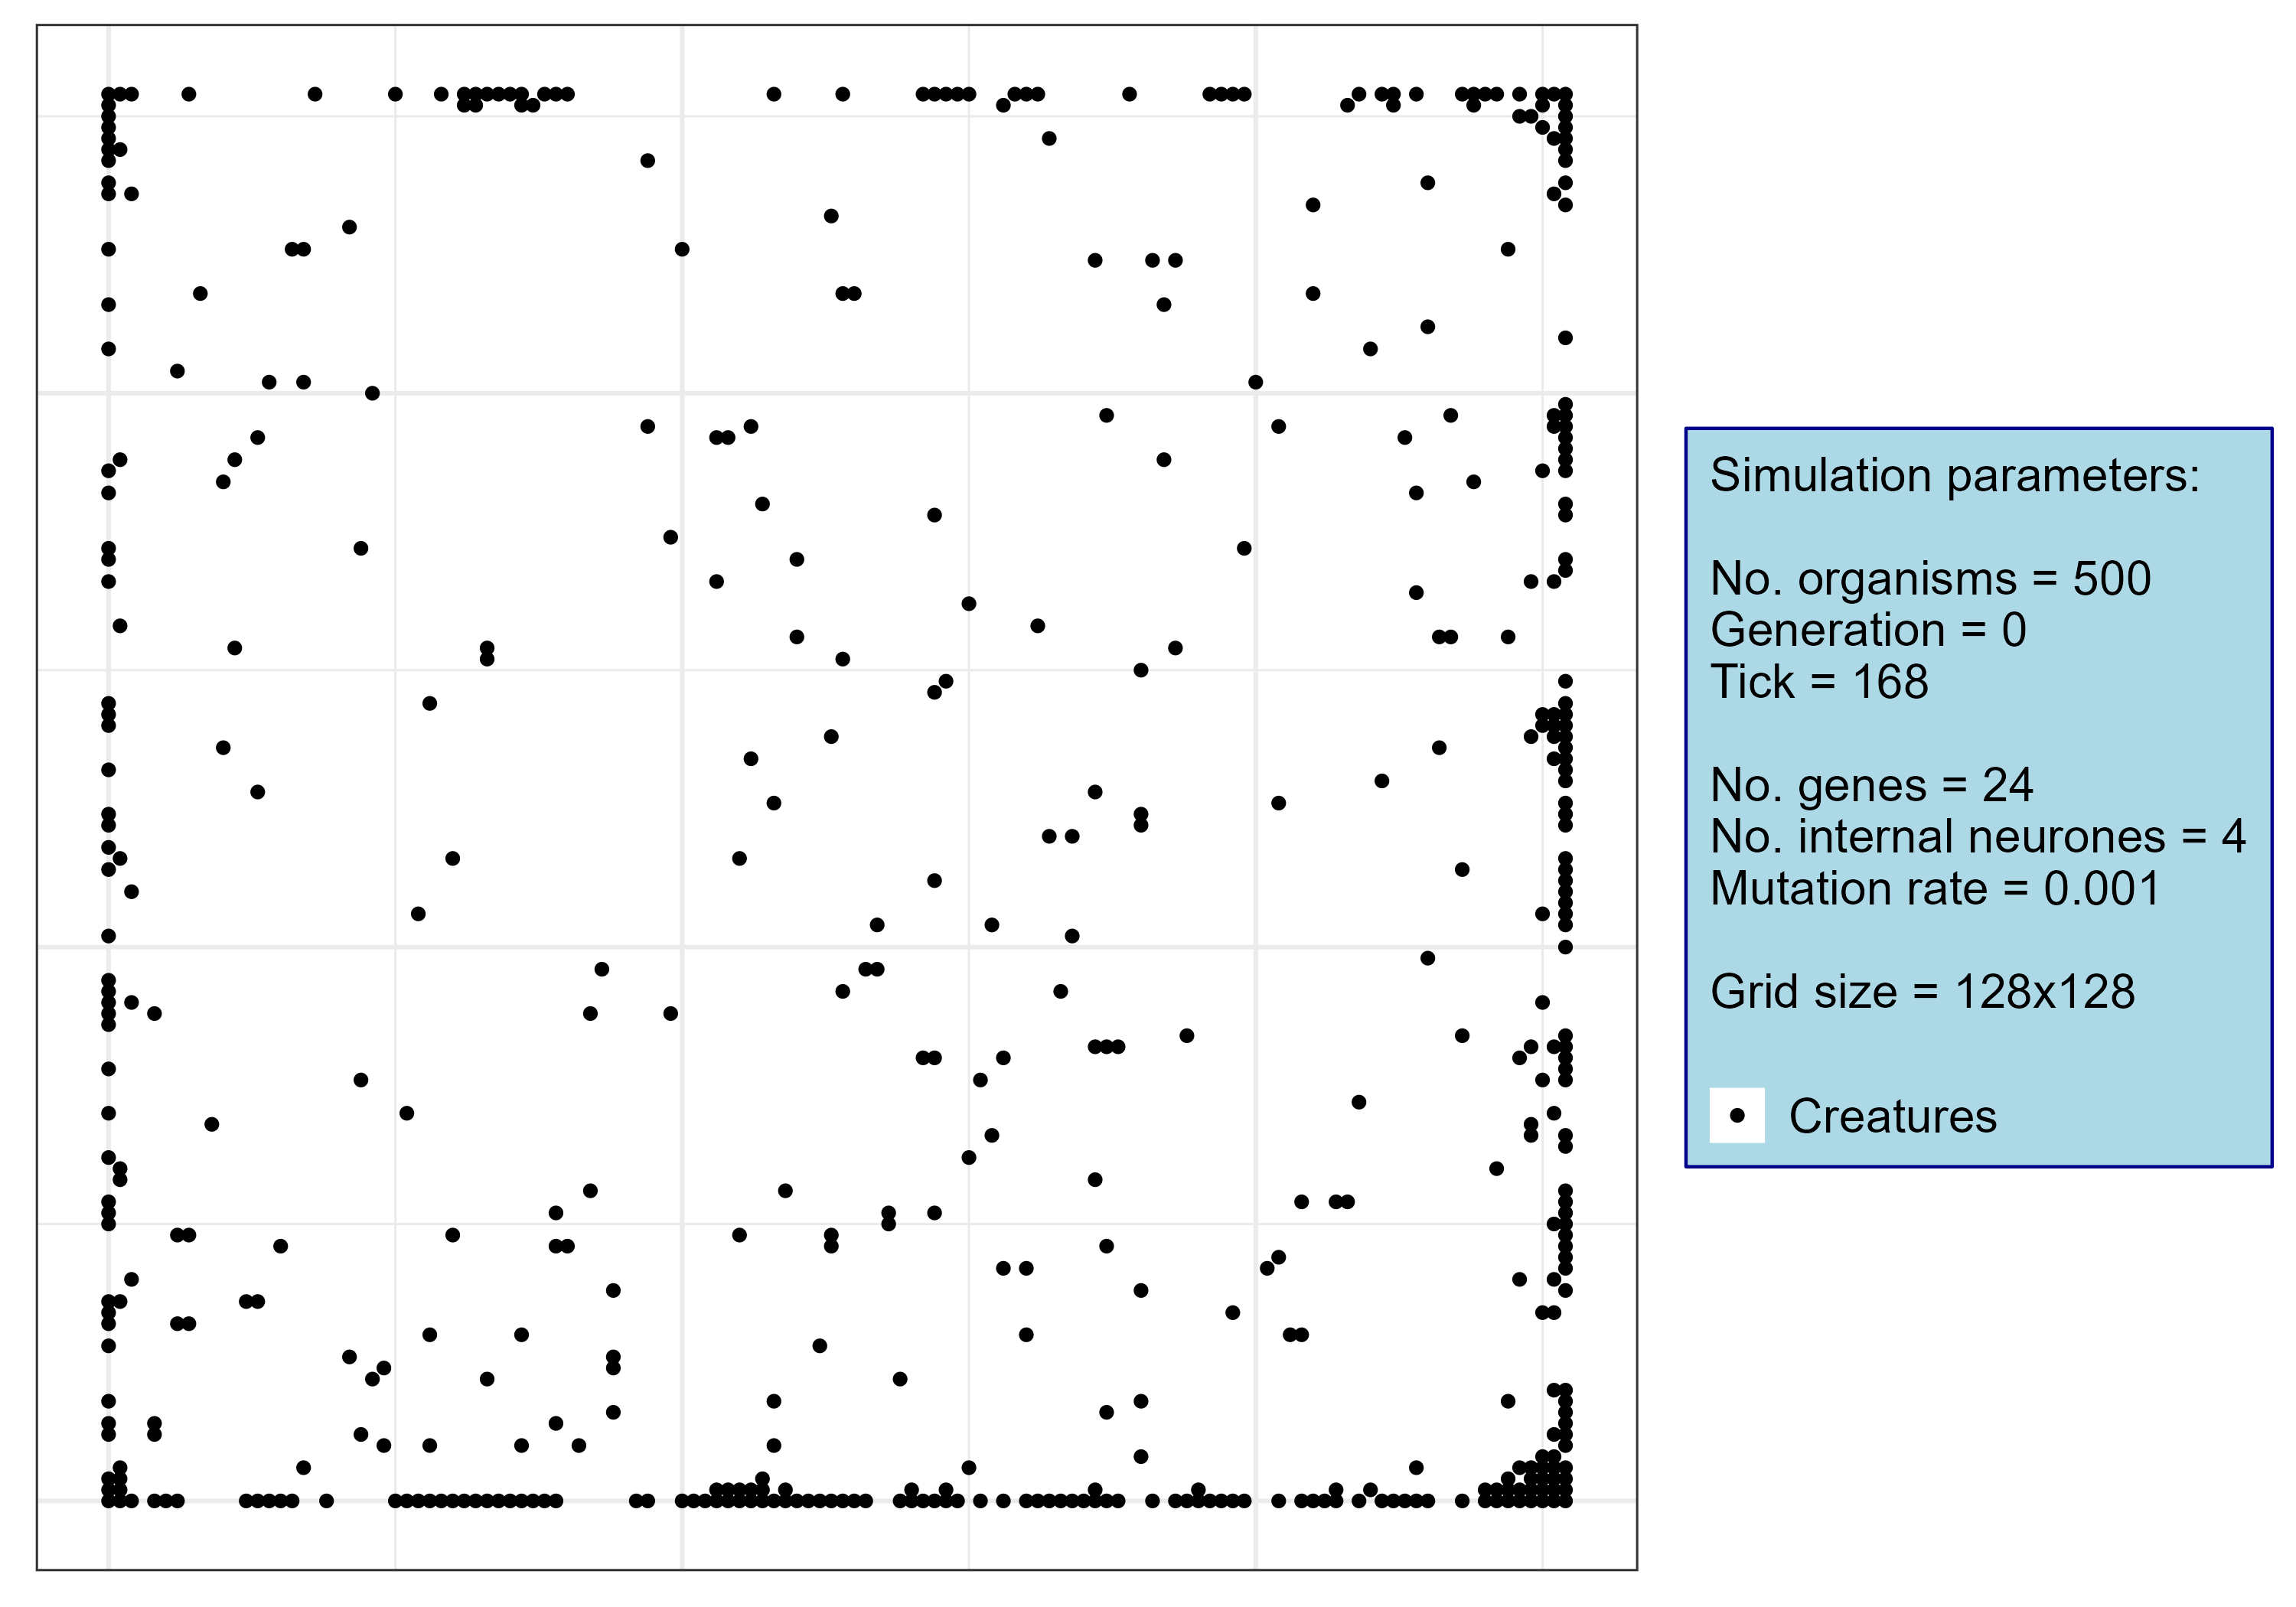 Simulation parameters:
No. organisms = 500
Generation = 0
Tick = 168
No. genes = 24
No. internal neurones = 4
Mutation rate = 0.001
Grid size = 128x128
Creatures